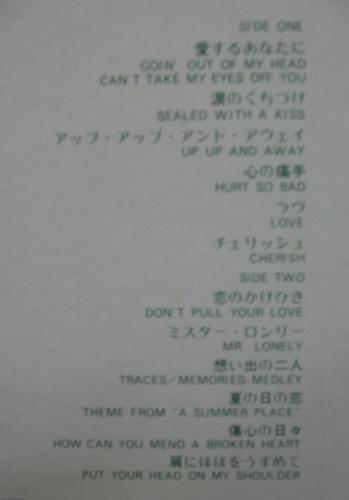 SIDE ONE
愛するあなたに
GOIN' OUT OF MY HEAD
CAN'T TAKE MY EYES OFF YOU
涙のくちづけ
SEALED WITH A KISS
アップ・アップ・アンド・アウェイ
UP UP AND AWAY
心の痛手
HURT SO BAD
ラヴ
LOVE
チェリッシュ
CHERISH
SIDE TWO
恋のかけひき
DON'T PULL YOUR LOVE
ミスター・ロンリー
MR. LONELY
想い出の二人
TRACES/MEMORIES-MEDLEY
夏の日の恋
THEME FROM "A SUMMER PLACE"
傷心の日々
HOW CAN YOU MEND A BROKEN HEART
肩にほほをうずめて
PUT YOUR HEAD ON MY SHOULDER